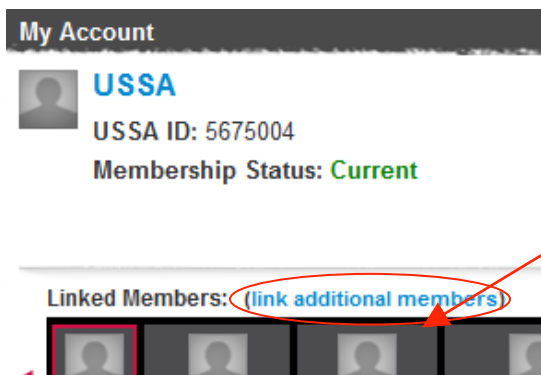 My Account
USSA
USSA ID: 5675004
Membership Status: Current
Linked Members: (link additional members)